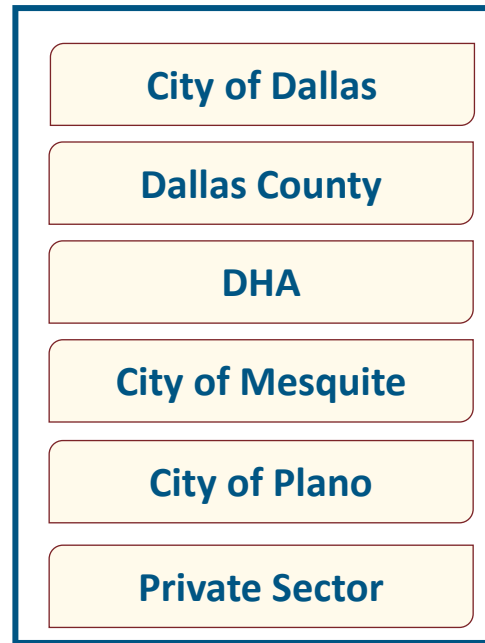 City of Dallas
Dallas County
DHA
City of Mesquite
City of Plano
Private Sector